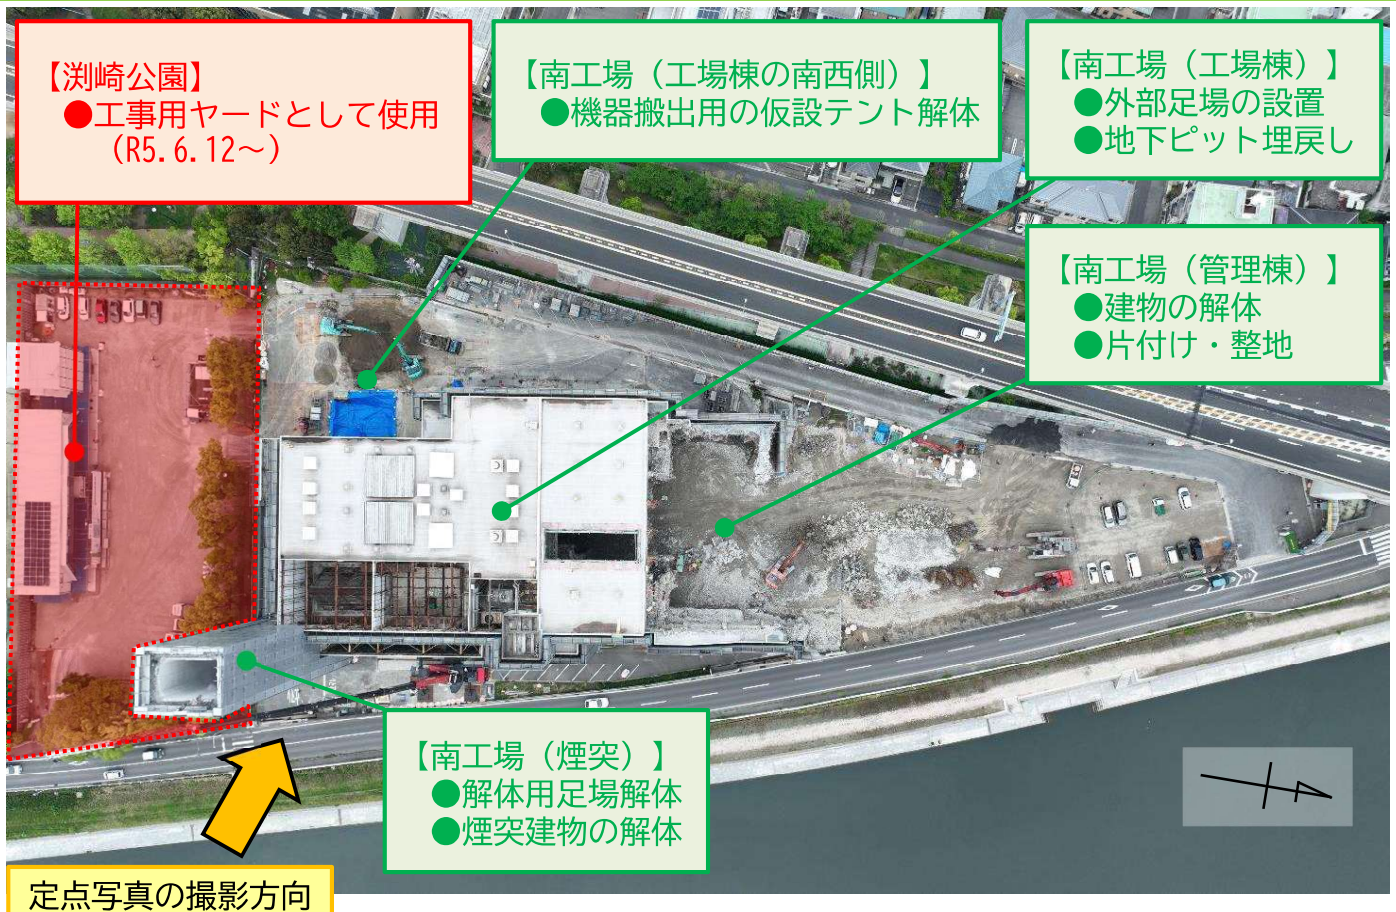 【渕崎公園】
●工事用ヤードとして使用
（R5.6.12～）
【南工場（工場棟の南西側）】
●機器搬出用の仮設テント解体
【南工場（工場棟）】
●外部足場の設置
●地下ピット埋戻し
【南工場（管理棟）】
●建物の解体
●片付け・整地
【南工場（煙突）】
●解体用足場解体
●煙突建物の解体
定点写真の撮影方向